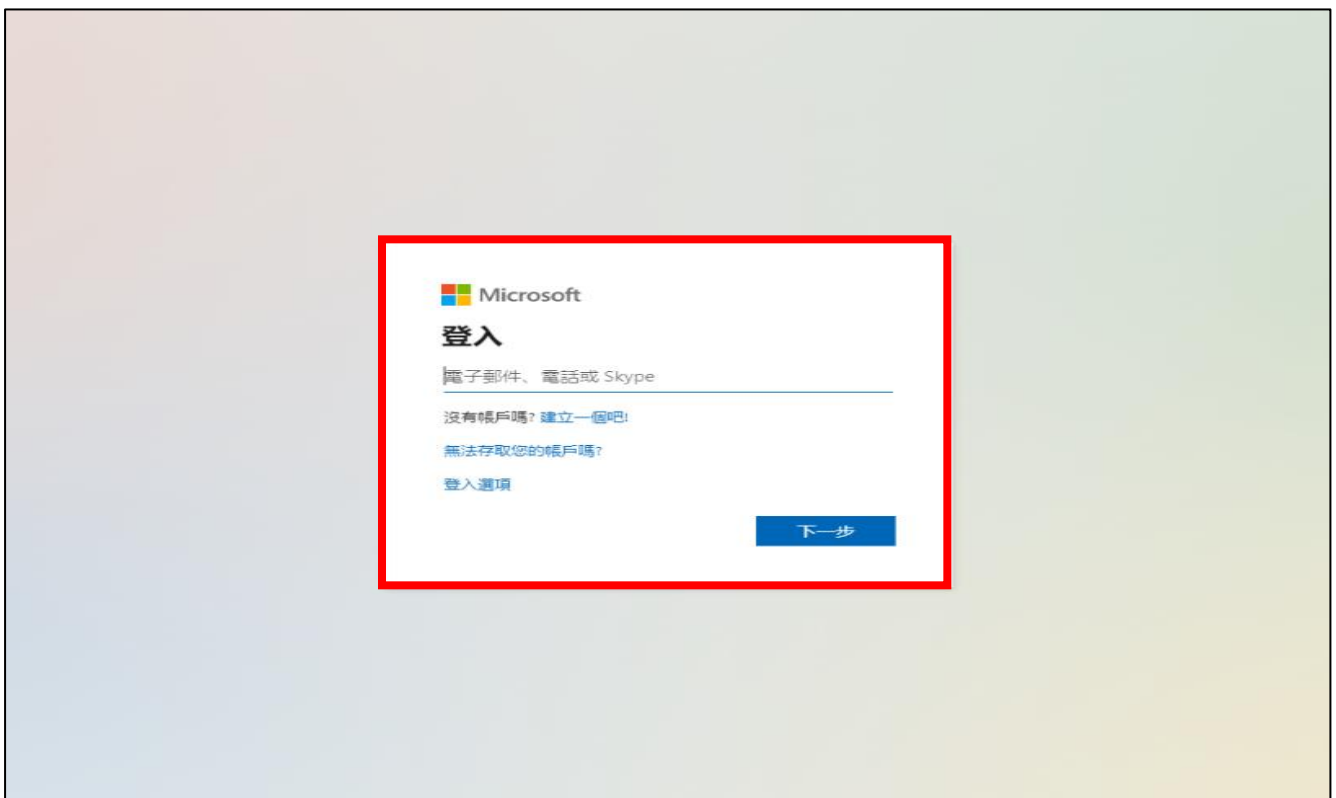 Microsoft
登入
電子郵件、電話或 Skype
沒有帳戶嗎? 建立一個吧!
無法存取您的帳戶嗎?
登入選項
下一步